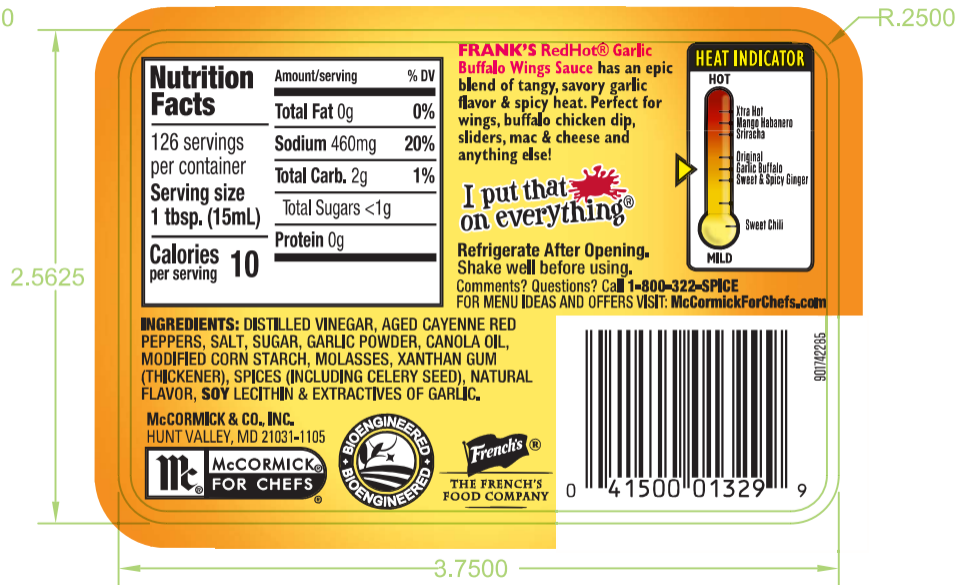 0
R.2500
2.5625
3.7500
Nutrition
Facts
126 servings
per container
Serving size
1 tbsp. (15mL)
Calories
per serving 10
Amount/serving % DV
Total Fat 0g 0%
Sodium 460mg 20%
Total Carb. 2g 1%
Total Sugars <1g
Protein 0g
FRANK'S RedHot® Garlic
Buffalo Wings Sauce has an epic
blend of tangy, savory garlic
flavor & spicy heat. Perfect for
wings, buffalo chicken dip,
sliders, mac & cheese and
anything else!
I put that
on everything®
Refrigerate After Opening.
Shake well before using.
Comments? Questions? Call 1-800-322-SPICE
FOR MENU IDEAS AND OFFERS VISIT: McCormickForChefs.com
HEAT INDICATOR
HOT
Xtra Hot
Mango Habanero
Sriracha
Original
Garlic Buffalo
Sweet & Spicy Ginger
Sweet Chili
MILD
INGREDIENTS: DISTILLED VINEGAR, AGED CAYENNE RED
PEPPERS, SALT, SUGAR, GARLIC POWDER, CANOLA OIL,
MODIFIED CORN STARCH, MOLASSES, XANTHAN GUM
(THICKENER), SPICES (INCLUDING CELERY SEED), NATURAL
FLAVOR, SOY LECITHIN & EXTRACTIVES OF GARLIC.
McCORMICK & CO., INC.
HUNT VALLEY, MD 21031-1105
Mc®
McCORMICK®
FOR CHEFS®
BIOENGINEERED
BIOENGINEERED
French's®
THE FRENCH'S
FOOD COMPANY
0 41500 01329 9
901742285